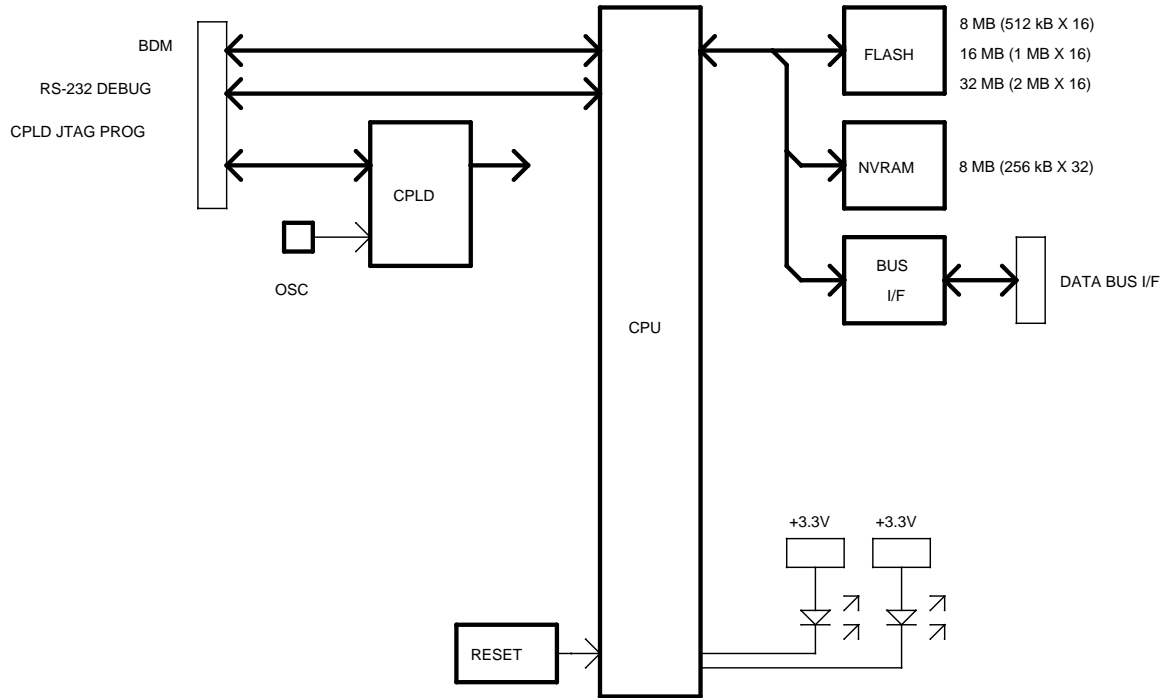 BDM
RS-232 DEBUG
CPLD JTAG PROG
CPLD
OSC
CPU
FLASH
8 MB (512 kB X 16)
16 MB (1 MB X 16)
32 MB (2 MB X 16)
NVRAM
8 MB (256 kB X 32)
BUS
I/F
DATA BUS I/F
+3.3V
+3.3V
RESET